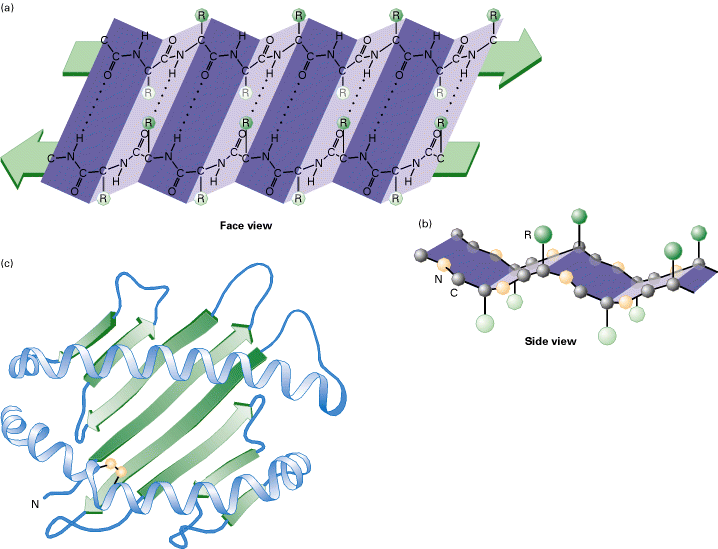 (a)
R R R R
C H O H O H O H O C
C N C N C N C N C N C N C N C N
O C H O C H O C H O C H
R R R R
R R R R
H O H O H O H O
C N C C N C C N C C N C C
C C N C C N C C N C C N
O H O H O H O H
R R R R
Face view
(b)
R
N
C
Side view
(c)
N